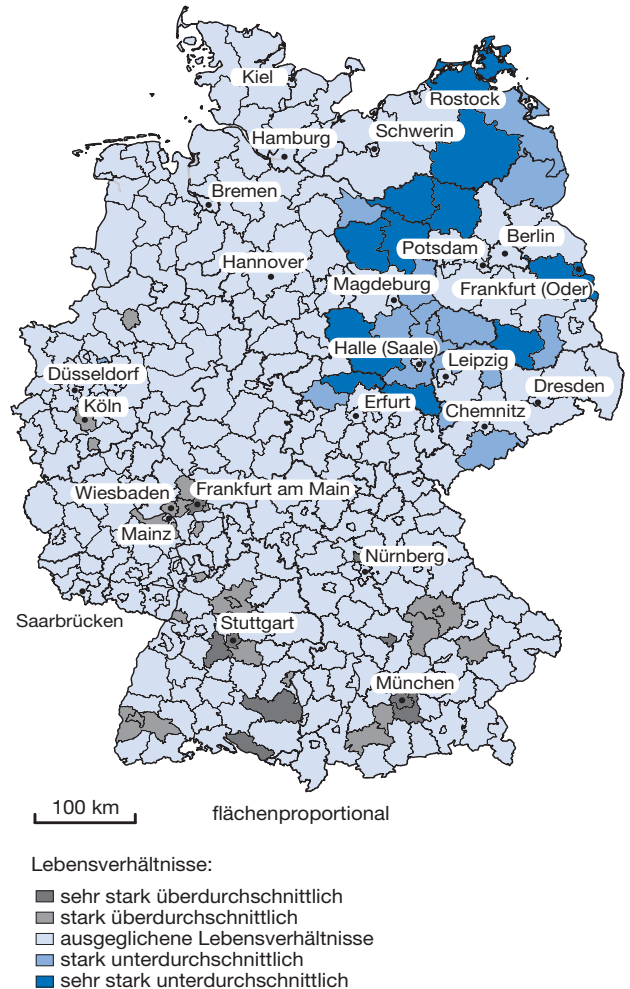 Kiel
Rostock
Hamburg
Schwerin
Bremen
Berlin
Potsdam
Hannover
Magdeburg
Frankfurt (Oder)
Halle (Saale)
Leipzig
Düsseldorf
Dresden
Köln
Erfurt
Chemnitz
Wiesbaden
Frankfurt am Main
Mainz
Nürnberg
Saarbrücken
Stuttgart
München
100 km
flächenproportional
Lebensverhältnisse:
sehr stark überdurchschnittlich
stark überdurchschnittlich
ausgeglichene Lebensverhältnisse
stark unterdurchschnittlich
sehr stark unterdurchschnittlich